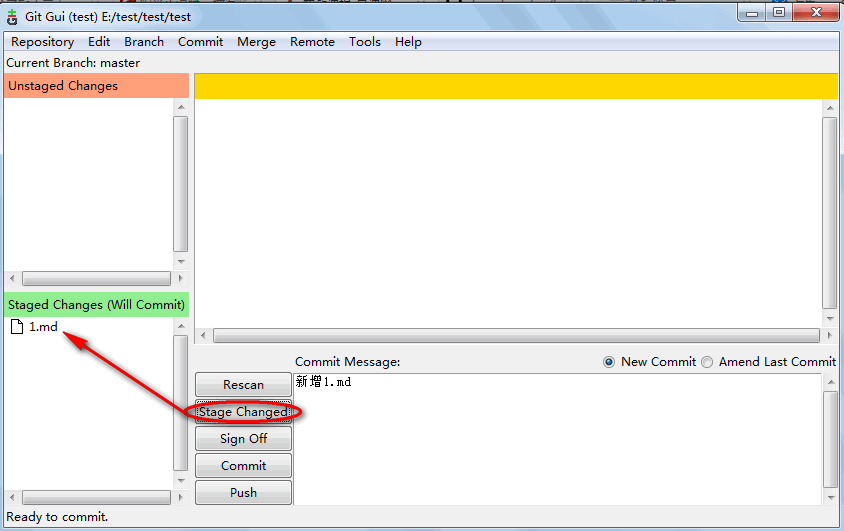 Git Gui (test) E:/test/test/test
Repository Edit Branch Commit Merge Remote Tools Help
Current Branch: master
Unstaged Changes
Staged Changes (Will Commit)
1.md
Commit Message:
New Commit
Amend Last Commit
Rescan
Stage Changed
Sign Off
Commit
Push
新增1.md
Ready to commit.